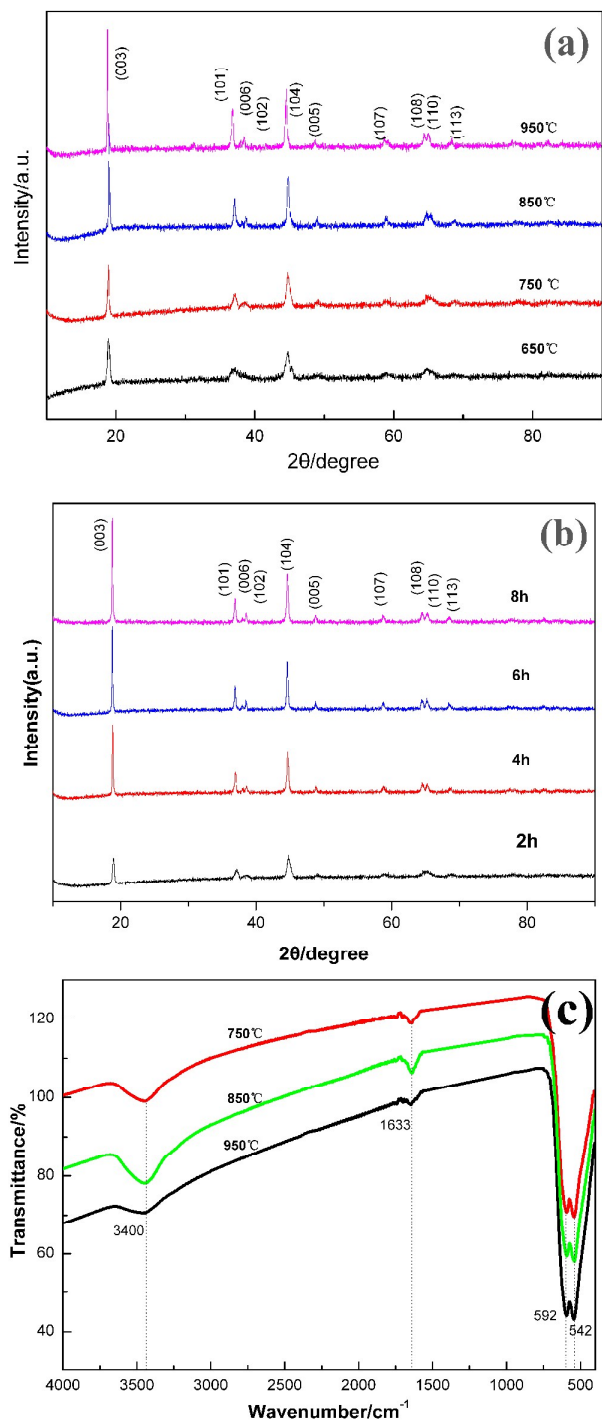 (a)
(003)
(101)
(006)
(102)
(104)
(005)
(107)
(108)
(110)
(113)
950℃
850℃
750 ℃
650℃
Intensity/a.u.
20 40 60 80
2θ/degree
(b)
(003)
(101)
(006)
(102)
(104)
(005)
(107)
(108)
(110)
(113)
8h
6h
4h
2h
Intensity(a.u.)
20 40 60 80
2θ/degree
(c)
120
100
80
60
40
Transmittance/%
750℃
850℃
950℃
1633
3400
592
542
4000 3500 3000 2500 2000 1500 1000 500
Wavenumber/cm⁻¹